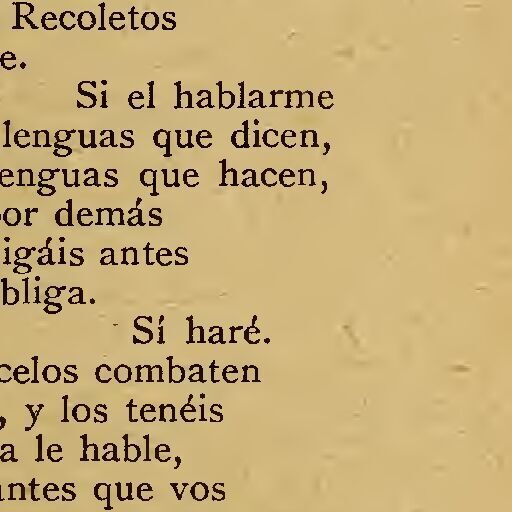 Recoletos
e.
Si el hablarme
lenguas que dicen,
enguas que hacen,
or demás
igáis antes
bliga.
Sí haré.
celos combaten
, y los tenéis
a le hable,
antes que vos